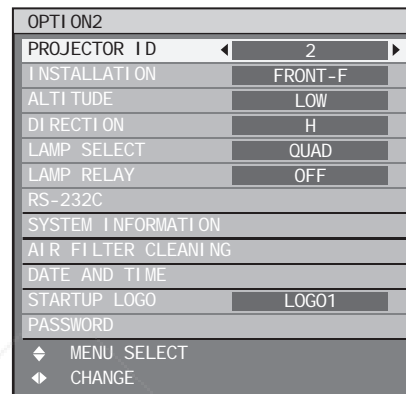 OPTION2
PROJECTOR ID 2
INSTALLATION FRONT-F
ALTITUDE LOW
DIRECTION H
LAMP SELECT QUAD
LAMP RELAY OFF
RS-232C
SYSTEM INFORMATION
AIR FILTER CLEANING
DATE AND TIME
STARTUP LOGO LOGO1
PASSWORD
MENU SELECT
CHANGE